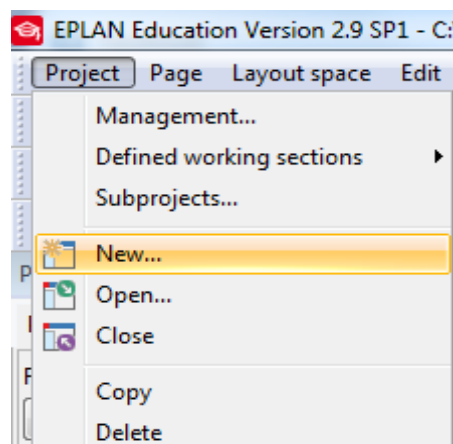 EPLAN Education Version 2.9 SP1 - C:
Project Page Layout space Edit
Management...
Defined working sections
Subprojects...
New...
Open...
Close
Copy
Delete